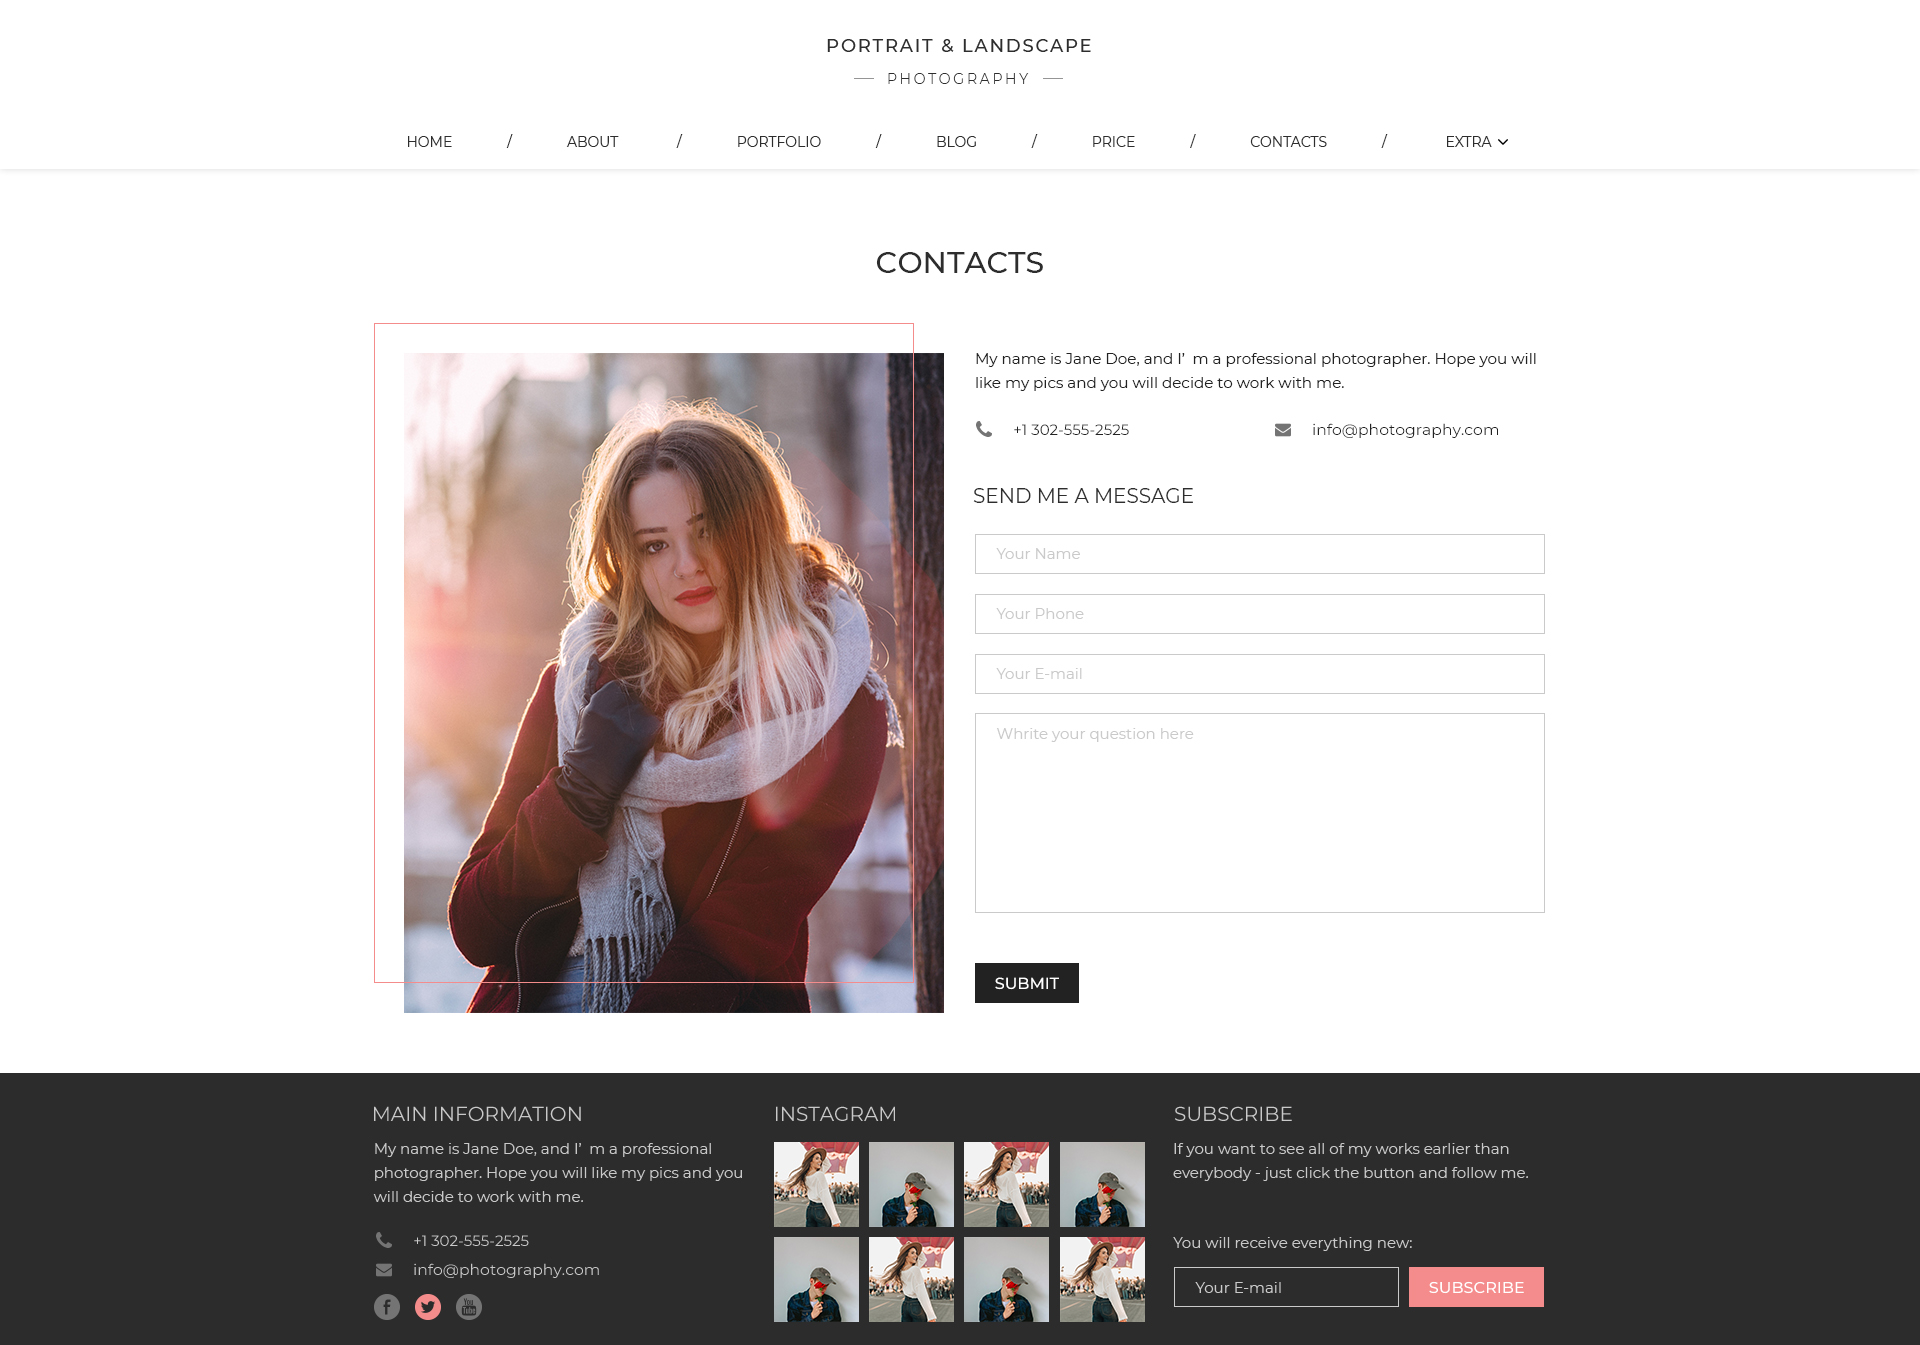 PORTRAIT & LANDSCAPE
PHOTOGRAPHY
HOME / ABOUT / PORTFOLIO / BLOG / PRICE / CONTACTS / EXTRA
CONTACTS
My name is Jane Doe, and I’ m a professional photographer. Hope you will
like my pics and you will decide to work with me.
+1 302-555-2525
info@photography.com
SEND ME A MESSAGE
Your Name
Your Phone
Your E-mail
Whrite your question here
SUBMIT
MAIN INFORMATION
My name is Jane Doe, and I’ m a professional
photographer. Hope you will like my pics and you
will decide to work with me.
+1 302-555-2525
info@photography.com
You Tube
INSTAGRAM
SUBSCRIBE
If you want to see all of my works earlier than
everybody - just click the button and follow me.
You will receive everything new:
Your E-mail
SUBSCRIBE